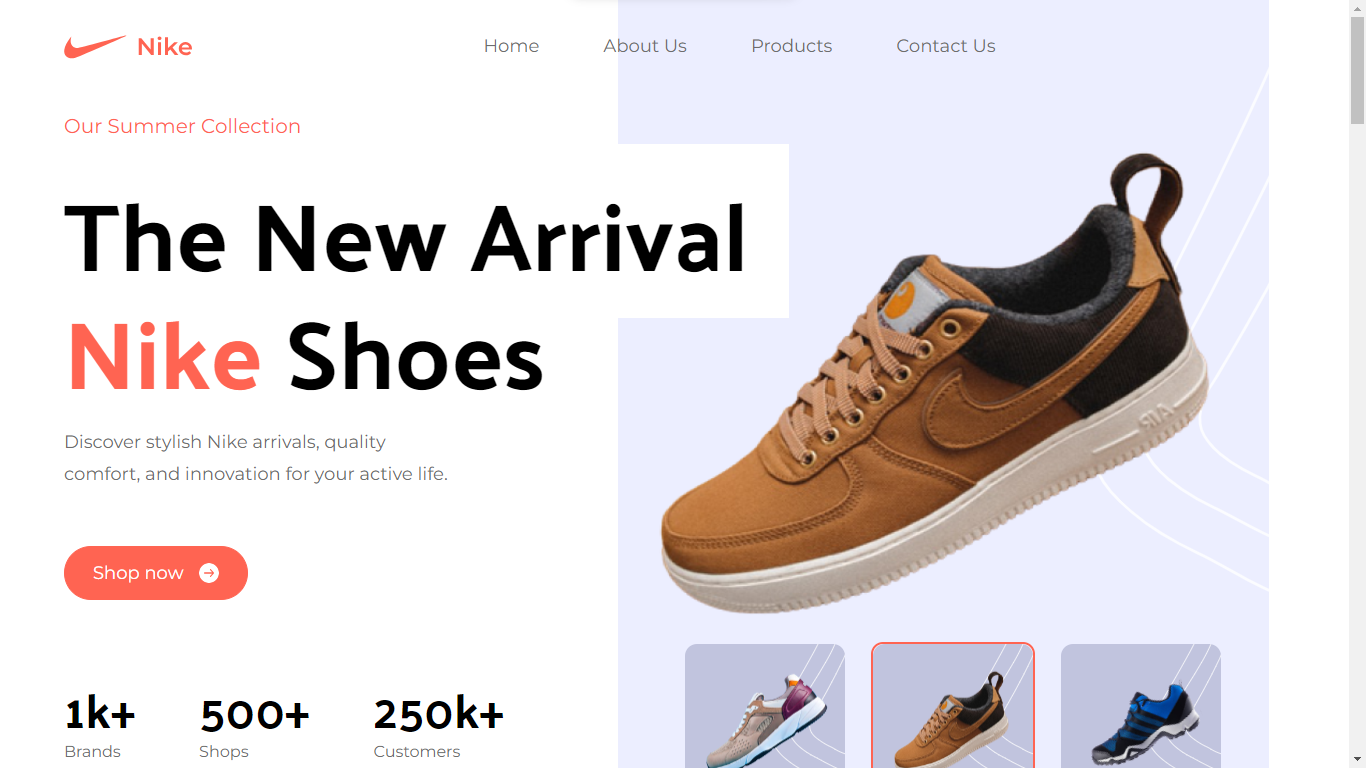 Nike
Home
About Us
Products
Contact Us
Our Summer Collection
The New Arrival
Nike Shoes
Discover stylish Nike arrivals, quality
comfort, and innovation for your active life.
Shop now
1k+
500+
250k+
Brands
Shops
Customers
AIR